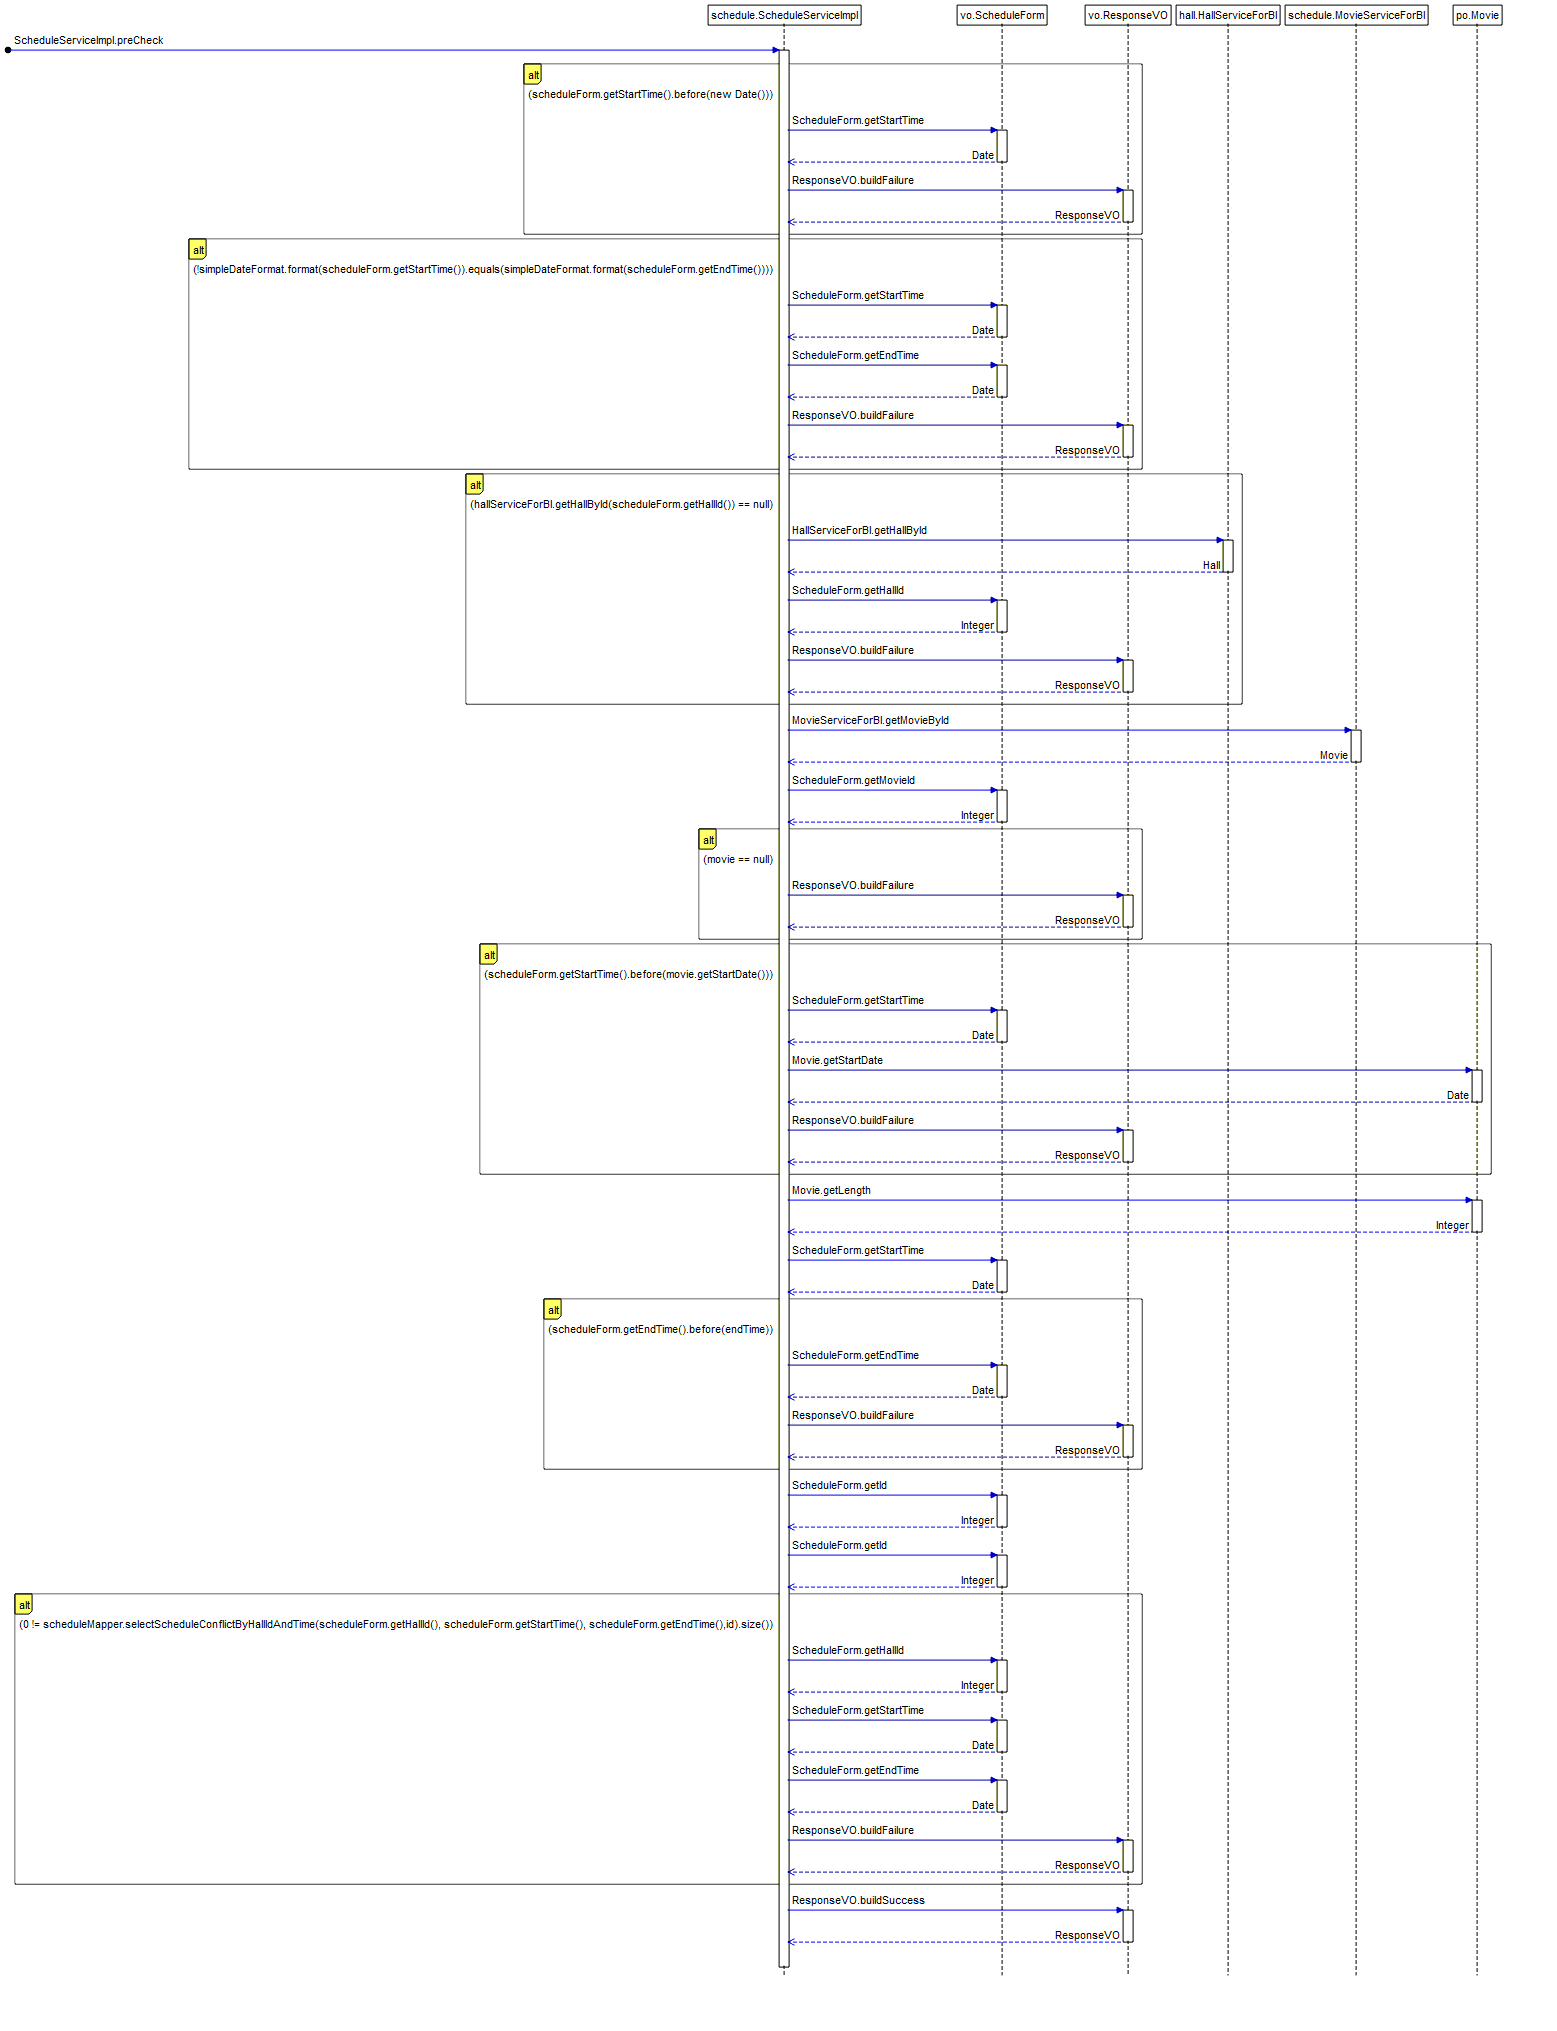 schedule.ScheduleServiceImpl
vo.ScheduleForm
vo.ResponseVO
hall.HallServiceForBl
schedule.MovieServiceForBl
po.Movie
ScheduleServiceImpl.preCheck
alt
(scheduleForm.getStartTime().before(new Date()))
ScheduleForm.getStartTime
Date
ResponseVO.buildFailure
ResponseVO
alt
(!simpleDateFormat.format(scheduleForm.getStartTime()).equals(simpleDateFormat.format(scheduleForm.getEndTime())))
ScheduleForm.getStartTime
Date
ScheduleForm.getEndTime
Date
ResponseVO.buildFailure
ResponseVO
alt
(hallServiceForBl.getHallById(scheduleForm.getHallId()) == null)
HallServiceForBl.getHallById
Hall
ScheduleForm.getHallId
Integer
ResponseVO.buildFailure
ResponseVO
MovieServiceForBl.getMovieById
Movie
ScheduleForm.getMovieId
Integer
alt
(movie == null)
ResponseVO.buildFailure
ResponseVO
alt
(scheduleForm.getStartTime().before(movie.getStartDate()))
ScheduleForm.getStartTime
Date
Movie.getStartDate
Date
ResponseVO.buildFailure
ResponseVO
Movie.getLength
Integer
ScheduleForm.getStartTime
Date
alt
(scheduleForm.getEndTime().before(endTime))
ScheduleForm.getEndTime
Date
ResponseVO.buildFailure
ResponseVO
ScheduleForm.getId
Integer
ScheduleForm.getId
Integer
alt
(0 != scheduleMapper.selectScheduleConflictByHallIdAndTime(scheduleForm.getHallId(), scheduleForm.getStartTime(), scheduleForm.getEndTime(),id).size())
ScheduleForm.getHallId
Integer
ScheduleForm.getStartTime
Date
ScheduleForm.getEndTime
Date
ResponseVO.buildFailure
ResponseVO
ResponseVO.buildSuccess
ResponseVO